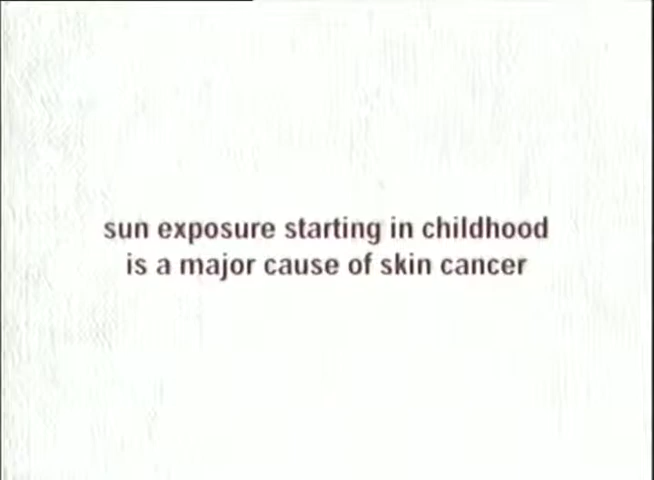 sun exposure starting in childhood
is a major cause of skin cancer